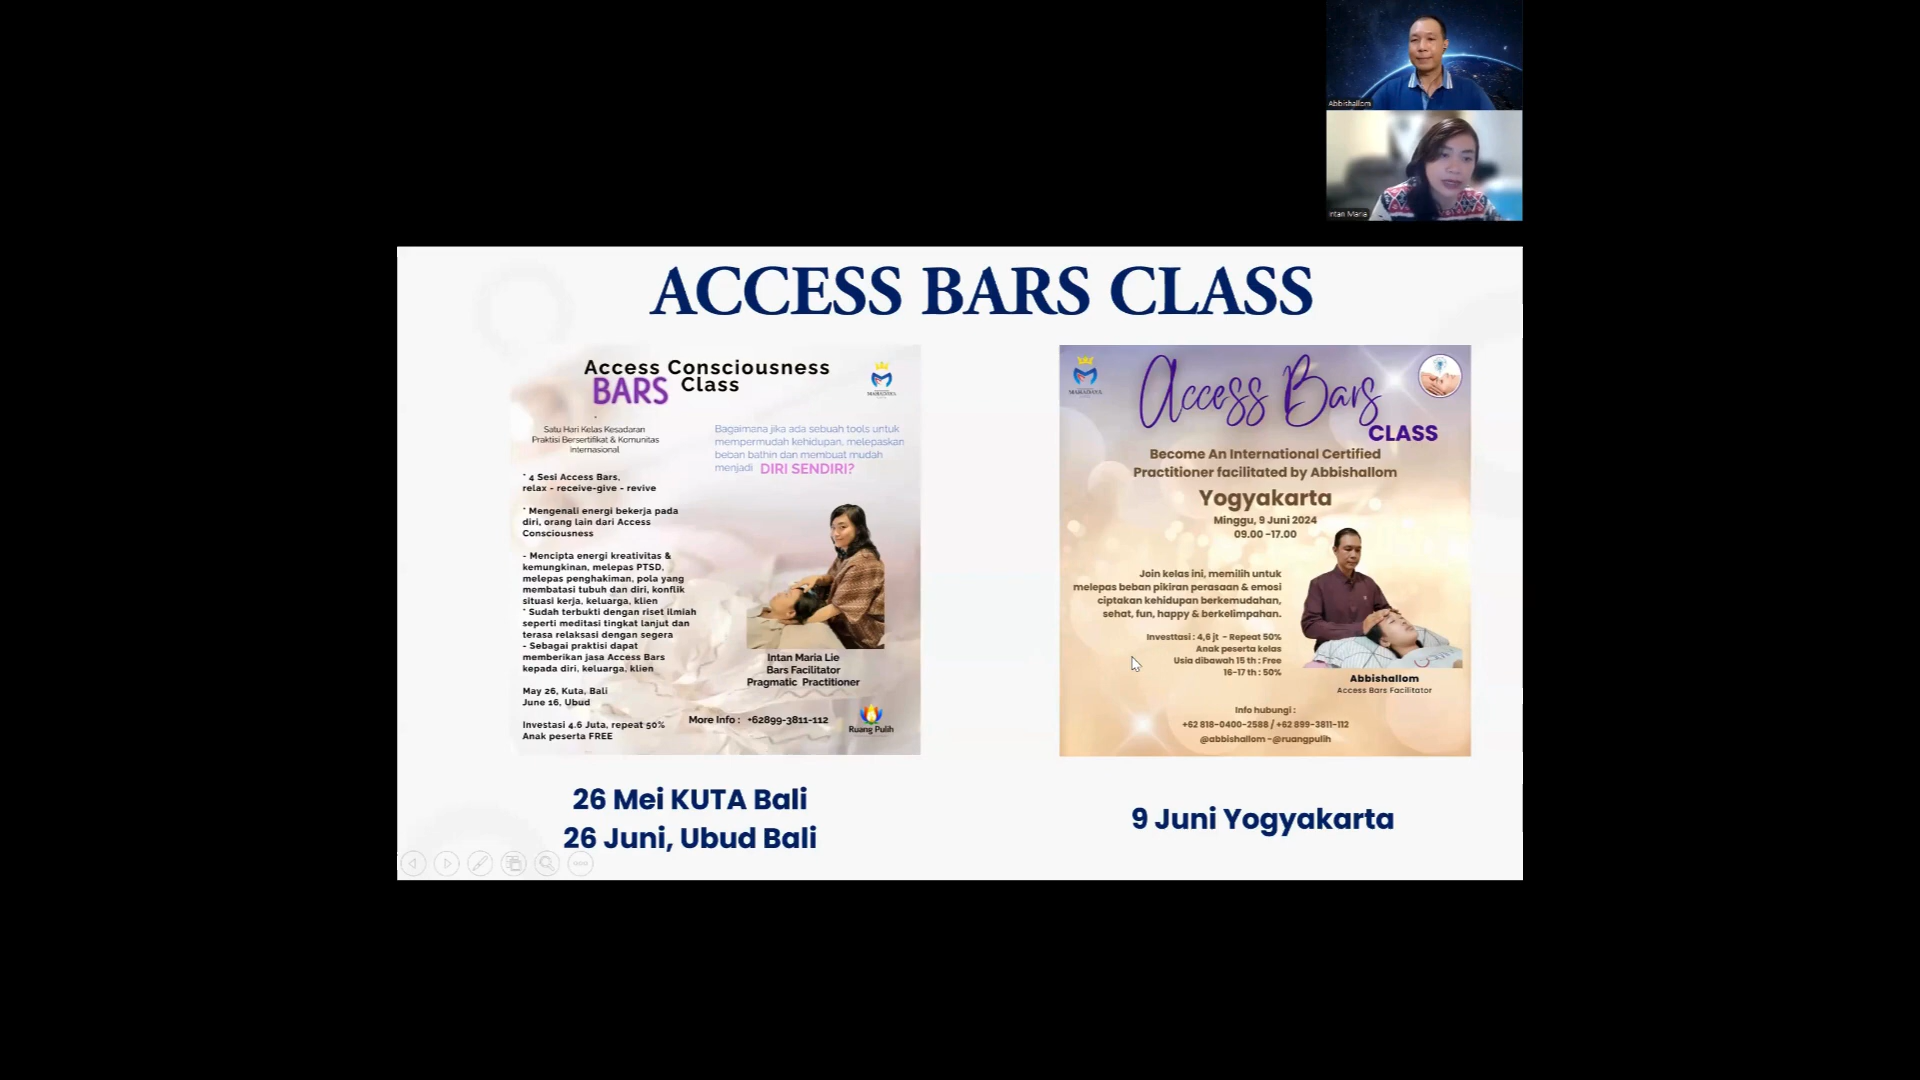 Abbishallom
Intan Maria
ACCESS BARS CLASS
Access Consciousness
BARS Class
Satu Hari Kelas Kesadaran
Praktisi Bersertifikat & Komunitas
Internasional
Bagaimana jika ada sebuah tools untuk
mempermudah kehidupan, melepaskan
beban bathin dan membuat mudah
menjadi DIRI SENDIRI?
* 4 Sesi Access Bars,
relax - receive-give - revive
* Mengenali energi bekerja pada
diri, orang lain dari Access
Consciousness
- Mencipta energi kreativitas &
kemungkinan, melepas PTSD,
melepas penghakiman, pola yang
membatasi tubuh dan diri, konflik
situasi kerja, keluarga, klien
* Sudah terbukti dengan riset ilmiah
seperti meditasi tingkat lanjut dan
terasa relaksasi dengan segera
- Sebagai praktisi dapat
memberikan jasa Access Bars
kepada diri, keluarga, klien
May 26, Kuta, Bali
June 16, Ubud
Investasi 4.6 Juta, repeat 50%
Anak peserta FREE
Intan Maria Lie
Bars Facilitator
Pragmatic Practitioner
More Info : +62899-3811-112
Ruang Pulih
26 Mei KUTA Bali
26 Juni, Ubud Bali
Access Bars
CLASS
Become An International Certified
Practitioner facilitated by Abbishallom
Yogyakarta
Minggu, 9 Juni 2024
09.00 -17.00
Join kelas ini, memilih untuk
melepas beban pikiran perasaan & emosi
ciptakan kehidupan berkemudahan,
sehat, fun, happy & berkelimpahan.
Investtasi : 4,6 jt - Repeat 50%
Anak peserta kelas
Usia dibawah 15 th : Free
16-17 th : 50%
Abbishallom
Access Bars Facilitator
Info hubungi :
+62 818-0400-2588 / +62 899-3811-112
@abbishallom -@ruangpulih
9 Juni Yogyakarta